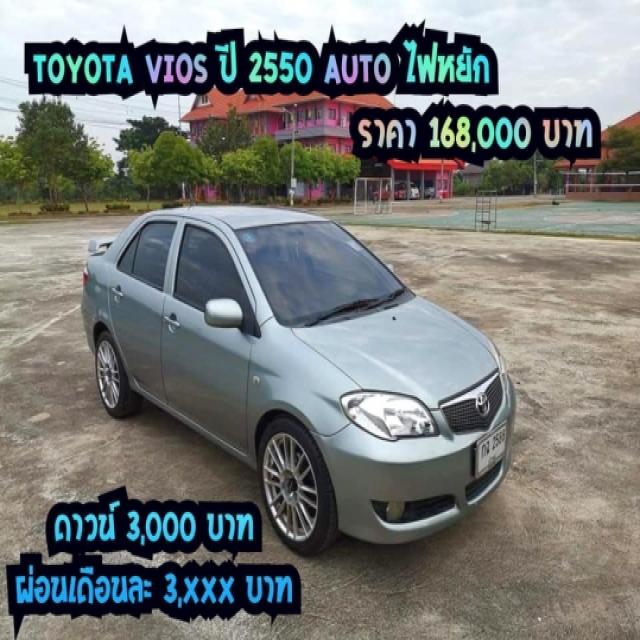 TOYOTA VIOS ปี 2550 AUTO ไฟหยัก
ราคา 168,000 บาท
ดาวน์ 3,000 บาท
ผ่อนเดือนละ 3,xxx บาท